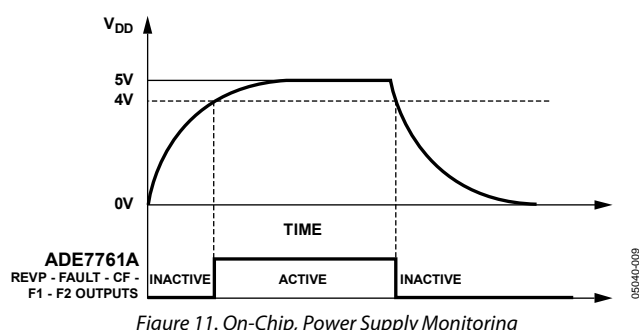 VDD
5V
4V
0V
TIME
ADE7761A
REVP - FAULT - CF -
F1 - F2 OUTPUTS
INACTIVE
ACTIVE
INACTIVE
05040-009
Figure 11. On-Chip, Power Supply Monitoring